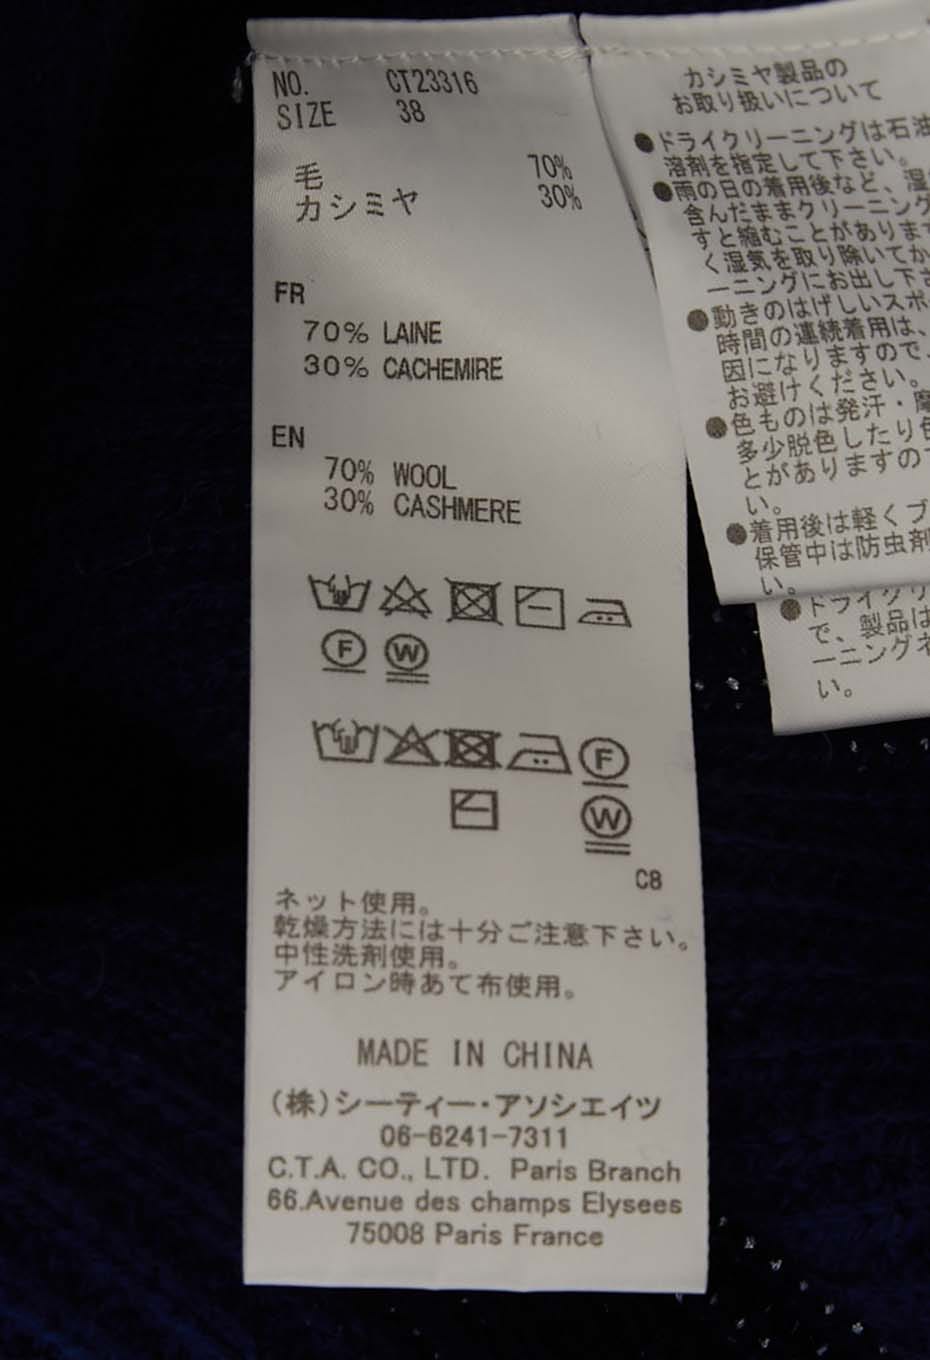 NO. CT23316
SIZE 38
毛 70%
カシミヤ 30%
FR
70% LAINE
30% CACHEMIRE
EN
70% WOOL
30% CASHMERE
F W
F
W
C8
ネット使用。
乾燥方法には十分ご注意下さい。
中性洗剤使用。
アイロン時あて布使用。
MADE IN CHINA
(株)シーティー・アソシエイツ
06-6241-7311
C.T.A. CO., LTD. Paris Branch
66.Avenue des champs Elysees
75008 Paris France
カシミヤ製品の
お取り扱いについて
●ドライクリーニングは石油
溶剤を指定して下さい。
●雨の日の着用後など、湿
含んだままクリーニング
すと縮むことがあります
く湿気を取り除いてか
ーニングにお出し下さ
●動きのはげしいスポ
時間の連続着用は、
因になりますので、
お避けください。
●色ものは発汗・摩
多少脱色したり色
とがありますので
い。
●着用後は軽くブ
保管中は防虫剤
い。
●ドライクリ
で、製品は
ーニングネ
い。